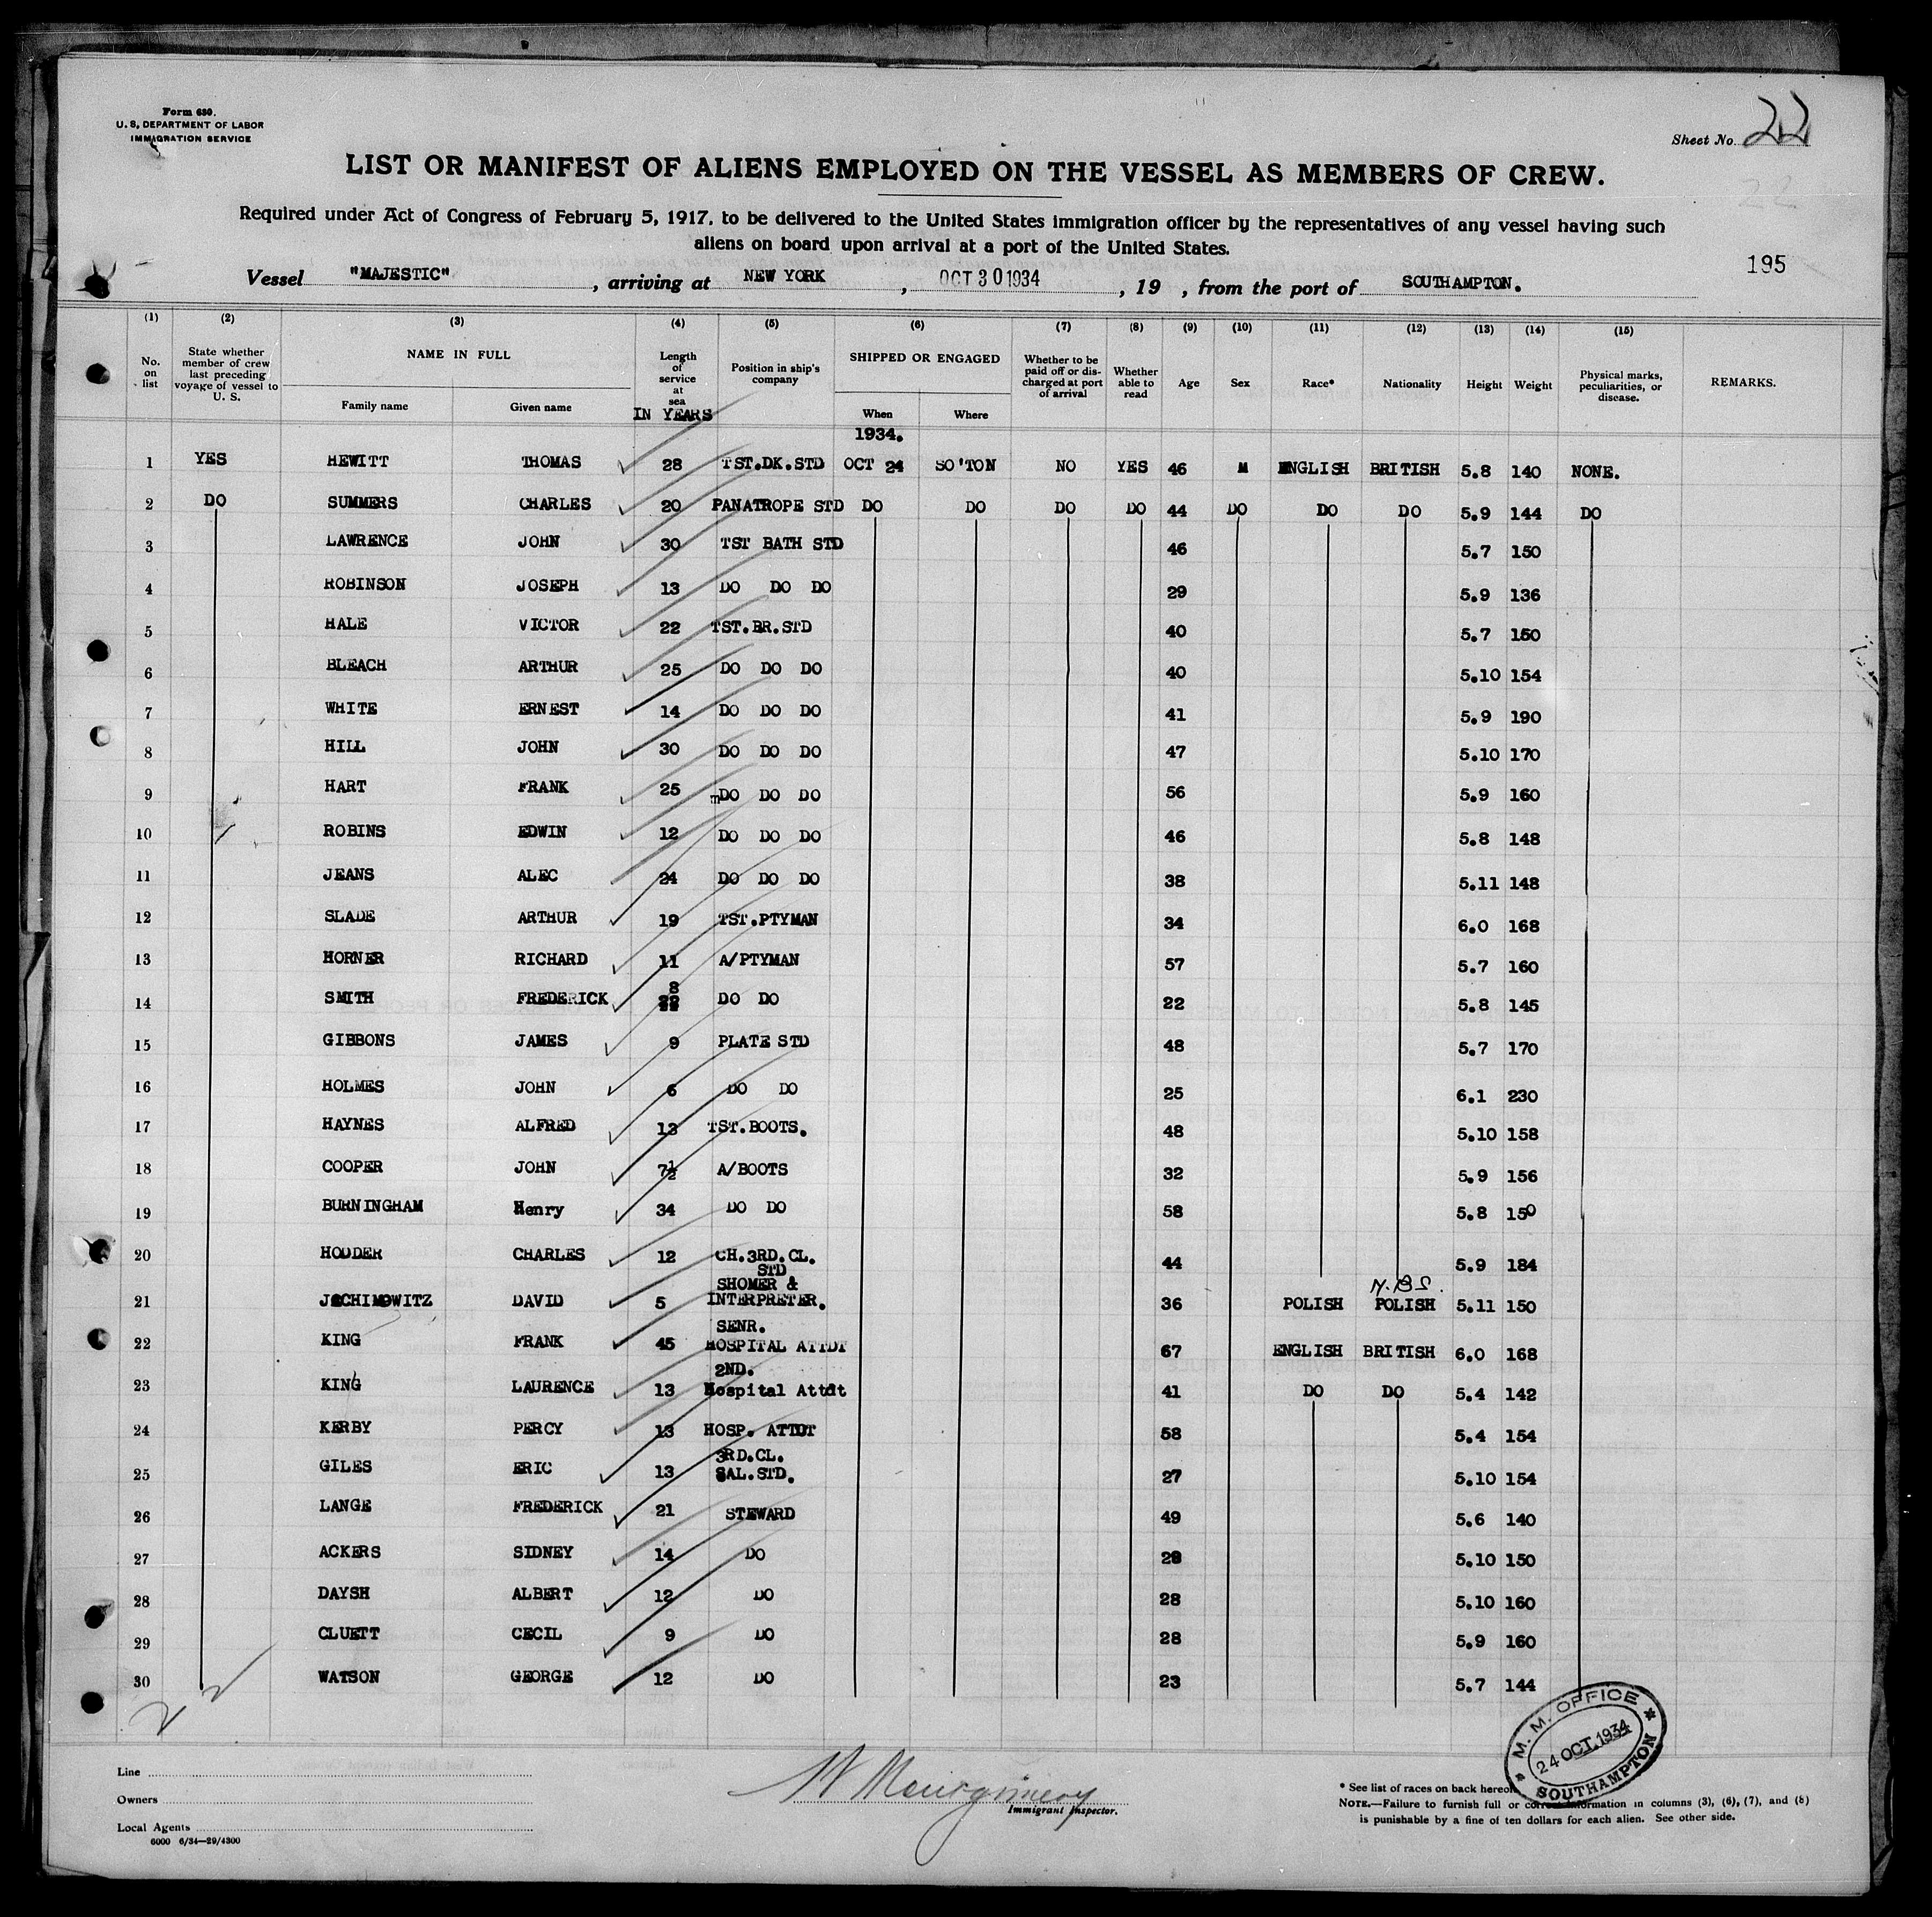 Form 630.
U. S. DEPARTMENT OF LABOR
IMMIGRATION SERVICE
Sheet No. 22
LIST OR MANIFEST OF ALIENS EMPLOYED ON THE VESSEL AS MEMBERS OF CREW.
Required under Act of Congress of February 5, 1917, to be delivered to the United States immigration officer by the representatives of any vessel having such
aliens on board upon arrival at a port of the United States.
195
Vessel "MAJESTIC", arriving at NEW YORK, OCT 30 1934, 19 , from the port of SOUTHAMPTON.
(1) (2) (3) (4) (5) (6) (7) (8) (9) (10) (11) (12) (13) (14) (15)
No. on list State whether member of crew last preceding voyage of vessel to U. S. NAME IN FULL Family name Given name Length of service at sea IN YEARS Position in ship's company SHIPPED OR ENGAGED When Where Whether to be paid off or discharged at port of arrival Whether able to read Age Sex Race* Nationality Height Weight Physical marks, peculiarities, or disease. REMARKS.
1934.
1 YES HEWITT THOMAS 28 TST.DK.STD OCT 24 SO'TON NO YES 46 M ENGLISH BRITISH 5.8 140 NONE.
2 DO SUMMERS CHARLES 20 PANATROPE STD DO DO DO DO 44 DO DO DO 5.9 144 DO
3 LAWRENCE JOHN 30 TST BATH STD 46 5.7 150
4 ROBINSON JOSEPH 13 DO DO DO 29 5.9 136
5 HALE VICTOR 22 TST.BR.STD 40 5.7 150
6 BLEACH ARTHUR 25 DO DO DO 40 5.10 154
7 WHITE ERNEST 14 DO DO DO 41 5.9 190
8 HILL JOHN 30 DO DO DO 47 5.10 170
9 HART FRANK 25 DO DO DO 56 5.9 160
10 ROBINS EDWIN 12 DO DO DO 46 5.8 148
11 JEANS ALEC 24 DO DO DO 38 5.11 148
12 SLADE ARTHUR 19 TST.PTYMAN 34 6.0 168
13 HORNER RICHARD 11 A/PTYMAN 57 5.7 160
14 SMITH FREDERICK 8 22 DO DO 22 5.8 145
15 GIBBONS JAMES 9 PLATE STD 48 5.7 170
16 HOLMES JOHN 6 DO DO 25 6.1 230
17 HAYNES ALFRED 13 TST.BOOTS. 48 5.10 158
18 COOPER JOHN 7½ A/BOOTS 32 5.9 156
19 BURNINGHAM Henry 34 DO DO 58 5.8 150
20 HODDER CHARLES 12 CH.3RD.CL. STD 44 5.9 184
21 JOCHIMOWITZ DAVID 5 SHOMER & INTERPRETER. 36 POLISH POLISH 5.11 150
22 KING FRANK 45 SENR. HOSPITAL ATTDT 67 ENGLISH BRITISH 6.0 168
23 KING LAURENCE 13 2ND. Hospital Attdt 41 DO DO 5.4 142
24 KERBY PERCY 13 HOSP. ATTDT 58 5.4 154
25 GILES ERIC 13 3RD.CL. SAL.STD. 27 5.10 154
26 LANGE FREDERICK 21 STEWARD 49 5.6 140
27 ACKERS SIDNEY 14 DO 28 5.10 150
28 DAYSH ALBERT 12 DO 28 5.10 160
29 CLUETT CECIL 9 DO 28 5.9 160
30 WATSON GEORGE 12 DO 23 5.7 144
22
M. M. OFFICE
24 OCT. 1934
SOUTHAMPTON
Line
Owners
Local Agents
6000 6/34—29/4300
Montgomery
Immigrant Inspector.
* See list of races on back hereof
NOTE.—Failure to furnish full or correct information in columns (3), (6), (7), and (8)
is punishable by a fine of ten dollars for each alien. See other side.